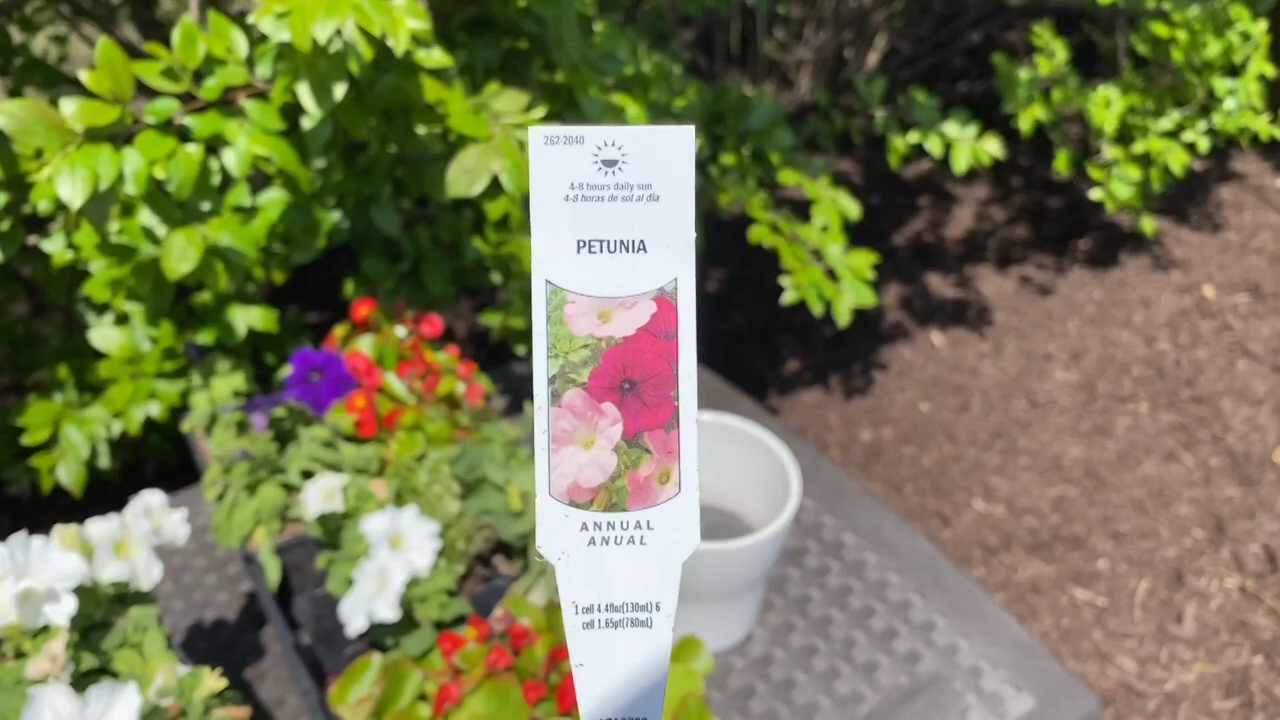 262-2040
4-8 hours daily sun
4-8 horas de sol al día
PETUNIA
ANNUAL
ANUAL
1 cell 4.4floz(130mL) 6
cell 1.65pt(780mL)